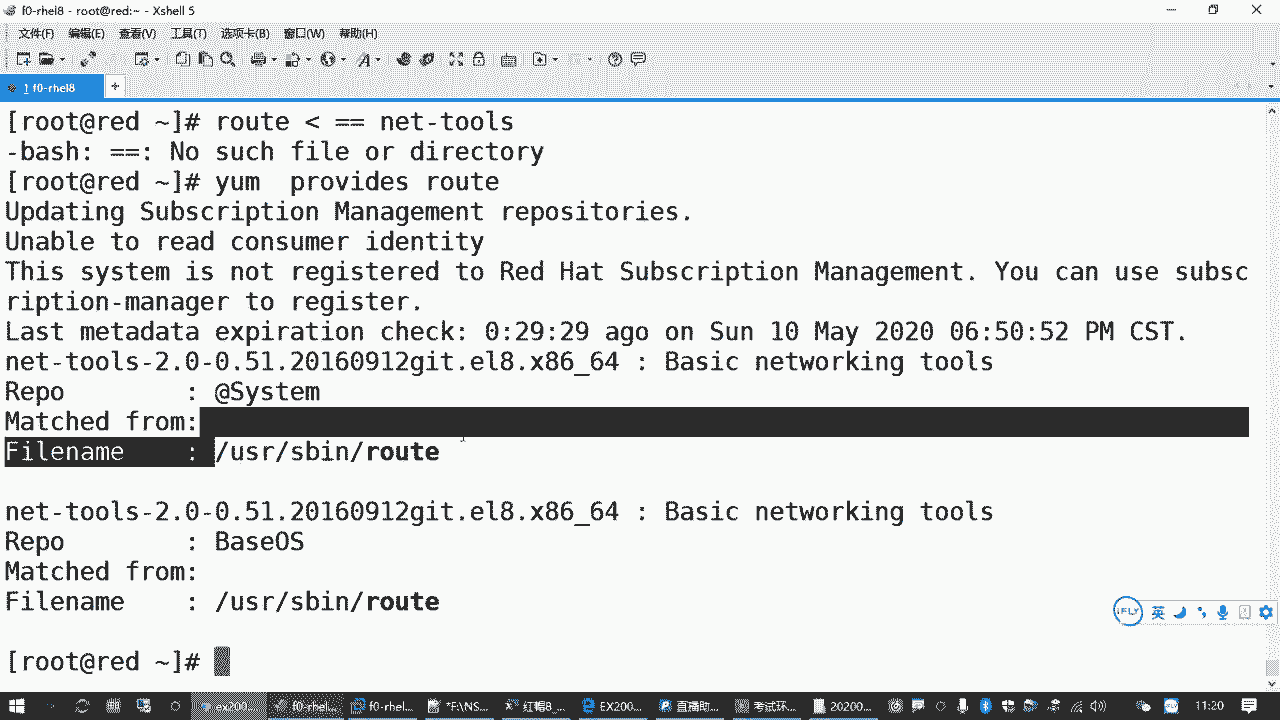 f0-rhel8 - root@red:~ - Xshell 5
文件(F) 编辑(E) 查看(V) 工具(T) 选项卡(B) 窗口(W) 帮助(H)
1 f0-rhel8 +
[root@red ~]# route < == net-tools
-bash: ==: No such file or directory
[root@red ~]# yum  provides route
Updating Subscription Management repositories.
Unable to read consumer identity
This system is not registered to Red Hat Subscription Management. You can use subsc
ription-manager to register.
Last metadata expiration check: 0:29:29 ago on Sun 10 May 2020 06:50:52 PM CST.
net-tools-2.0-0.51.20160912git.el8.x86_64 : Basic networking tools
Repo        : @System
Matched from:
Filename    : /usr/sbin/route
net-tools-2.0-0.51.20160912git.el8.x86_64 : Basic networking tools
Repo        : BaseOS
Matched from:
Filename    : /usr/sbin/route
[root@red ~]#
iFLY 英
EX200... f0-rhel... f0-rhel... *F:\NS... 红帽8_... EX200... 直播助... 考试环... 20200... 11:20